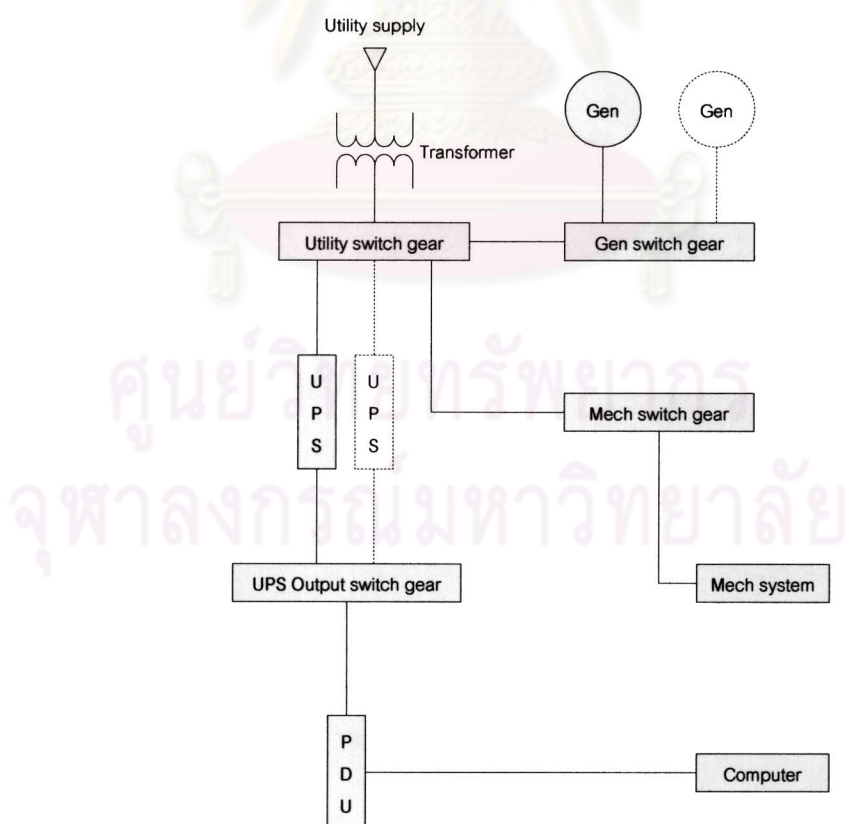 Utility supply
Gen
Gen
Transformer
Utility switch gear
Gen switch gear
U
P
S
U
P
S
Mech switch gear
ศูนย์วิทยทรัพยากร
จุฬาลงกรณ์มหาวิทยาลัย
UPS Output switch gear
Mech system
P
D
U
Computer